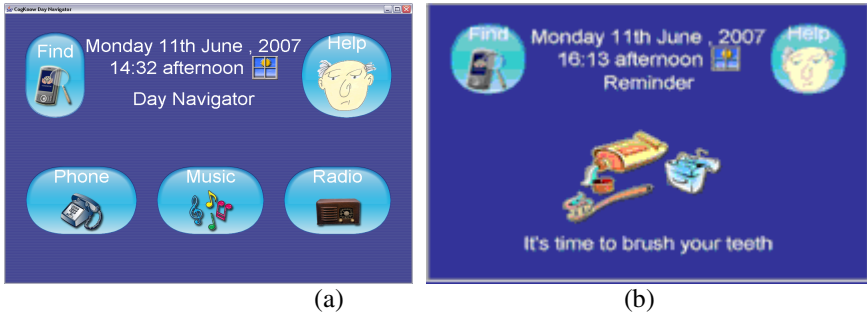 CogKnow Day Navigator
Find
Monday 11th June , 2007
Help
14:32 afternoon
Day Navigator
Phone
Music
Radio
(a)
Find
Monday 11th June , 2007
Help
16:13 afternoon
Reminder
It's time to brush your teeth
(b)